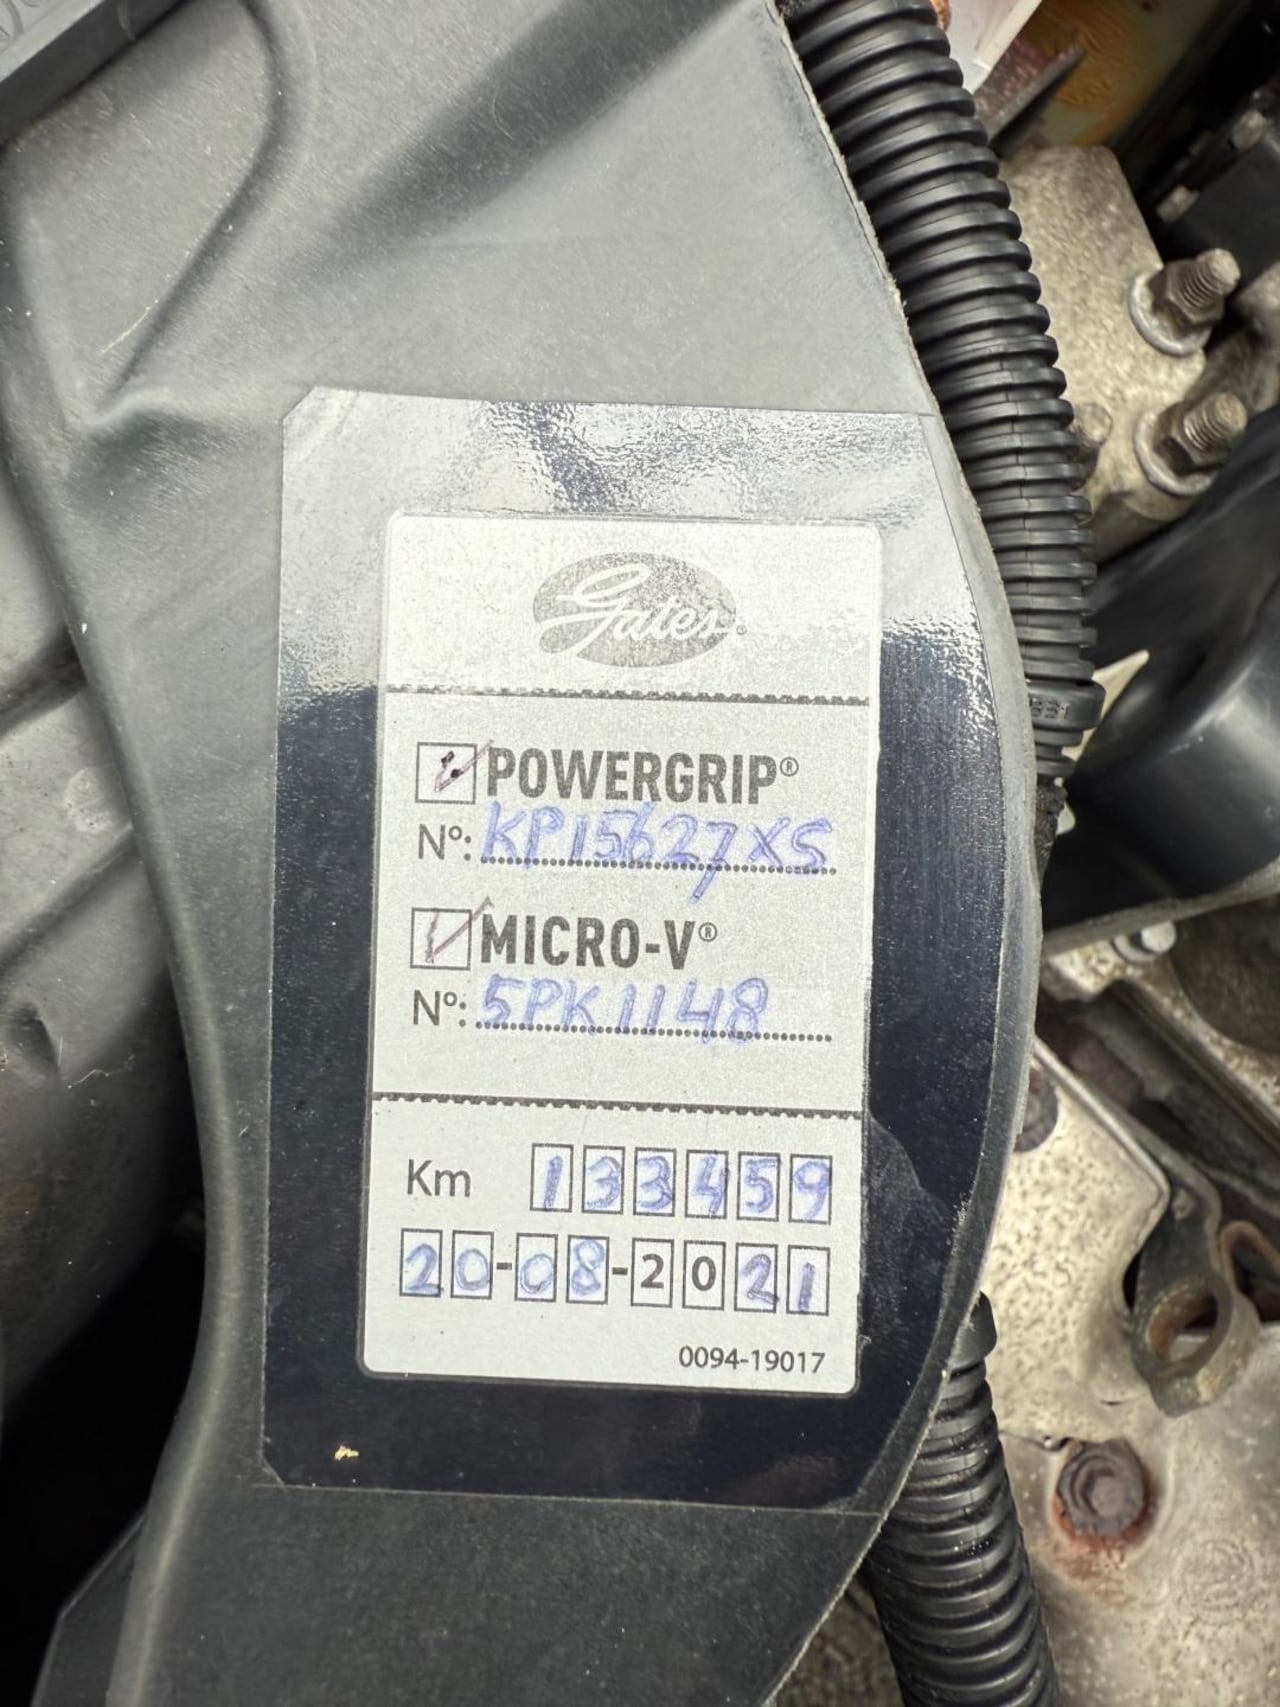 Gates®
POWERGRIP®
Nº: KP15627XS
MICRO-V®
Nº: 5PK1148
Km 133459
20-08-2021
0094-19017